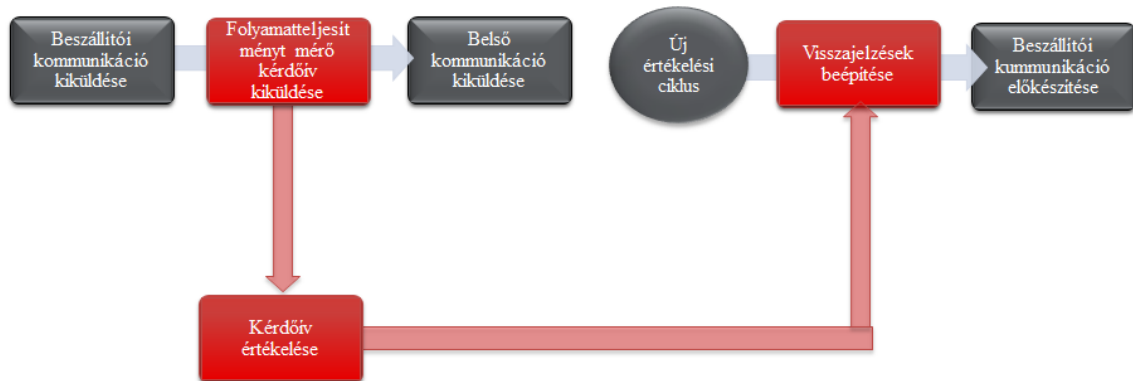 Beszállítói
kommunikáció
kiküldése
Folyamatteljesít
ményt mérő
kérdőív
kiküldése
Belső
kommunikáció
kiküldése
Új
értékelési
ciklus
Visszajelzések
beépítése
Beszállítói
kummunikáció
előkészítése
Kérdőív
értékelése